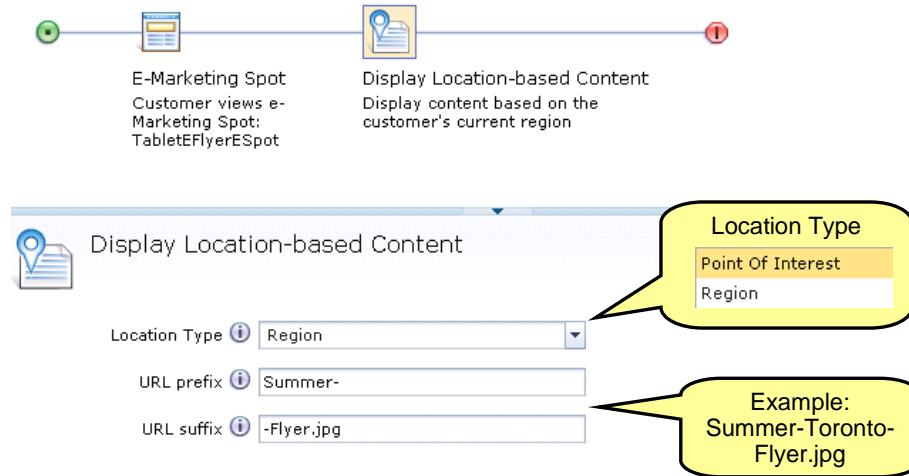 E-Marketing Spot
Customer views e-
Marketing Spot:
TabletEFlyerESpot
Display Location-based Content
Display content based on the
customer's current region
Display Location-based Content
Location Type
Point Of Interest
Region
Location Type Region
URL prefix Summer-
URL suffix -Flyer.jpg
Example:
Summer-Toronto-
Flyer.jpg